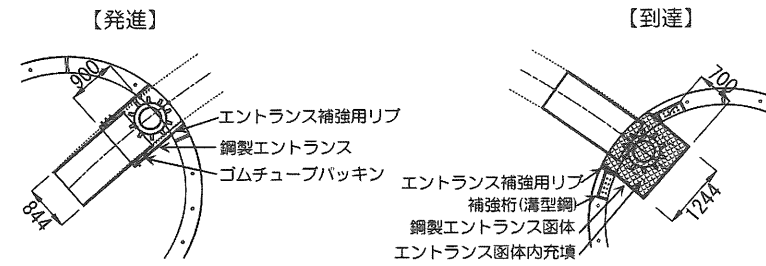 【発進】
900
エントランス補強用リブ
鋼製エントランス
ゴムチューブパッキン
844
【到達】
700
エントランス補強用リブ
補強桁(溝型鋼)
鋼製エントランス函体
エントランス函体内充填
1244